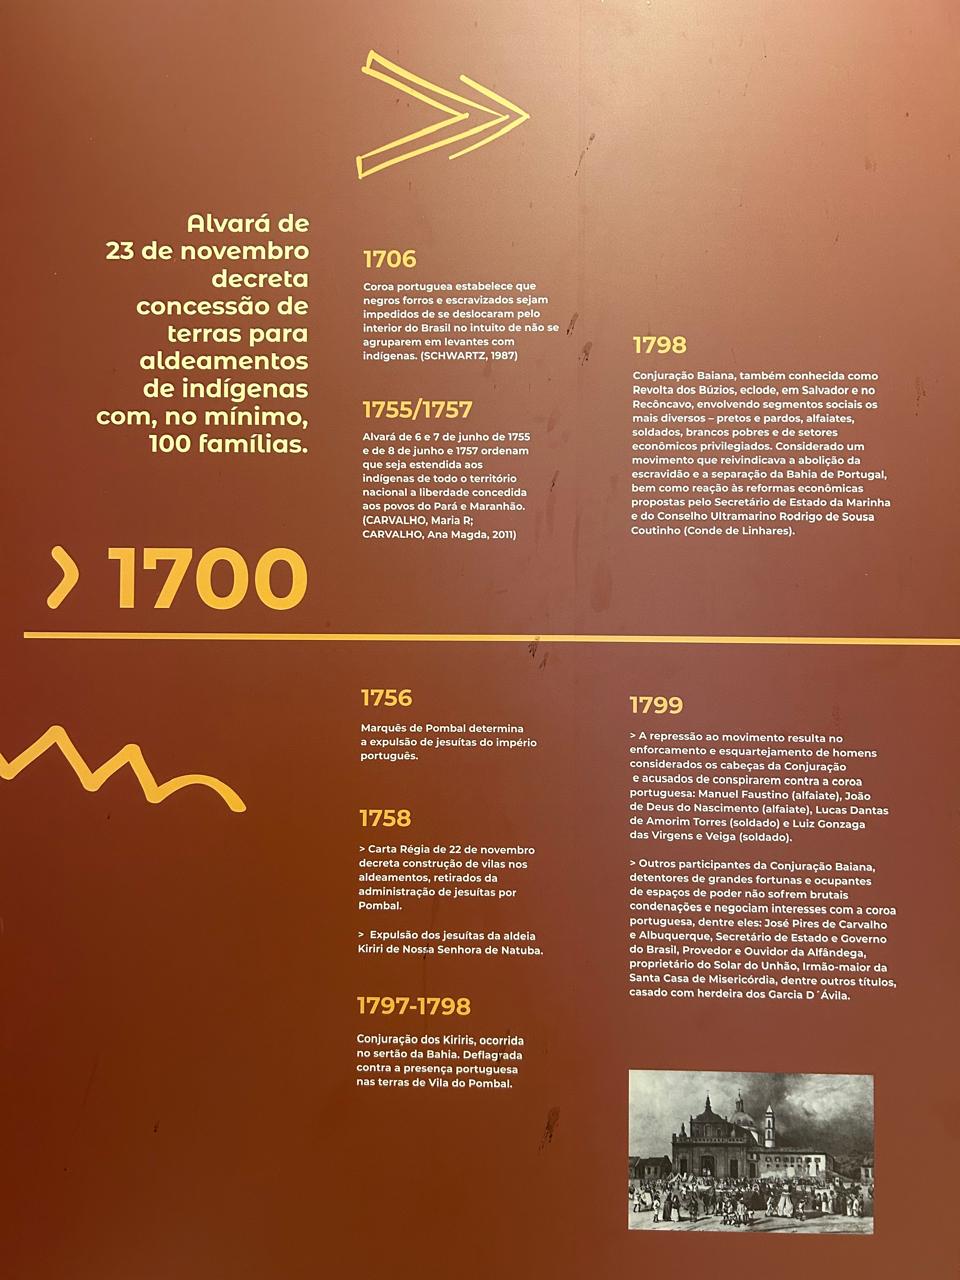 Alvará de
23 de novembro
decreta
concessão de
terras para
aldeamentos
de indígenas
com, no mínimo,
100 famílias.
1700
1706
Coroa portuguea estabelece que
negros forros e escravizados sejam
impedidos de se deslocaram pelo
interior do Brasil no intuito de não se
agruparem em levantes com
indígenas. (SCHWARTZ, 1987)
1755/1757
Alvará de 6 e 7 de junho de 1755
e de 8 de junho e 1757 ordenam
que seja estendida aos
indígenas de todo o território
nacional a liberdade concedida
aos povos do Pará e Maranhão.
(CARVALHO, Maria R;
CARVALHO, Ana Magda, 2011)
1798
Conjuração Baiana, também conhecida como
Revolta dos Búzios, eclode, em Salvador e no
Recôncavo, envolvendo segmentos sociais os
mais diversos – pretos e pardos, alfaiates,
soldados, brancos pobres e de setores
econômicos privilegiados. Considerado um
movimento que reivindicava a abolição da
escravidão e a separação da Bahia de Portugal,
bem como reação às reformas econômicas
propostas pelo Secretário de Estado da Marinha
e do Conselho Ultramarino Rodrigo de Sousa
Coutinho (Conde de Linhares).
1756
Marquês de Pombal determina
a expulsão de jesuítas do império
português.
1758
> Carta Régia de 22 de novembro
decreta construção de vilas nos
aldeamentos, retirados da
administração de jesuítas por
Pombal.
> Expulsão dos jesuítas da aldeia
Kiriri de Nossa Senhora de Natuba.
1797-1798
Conjuração dos Kiriris, ocorrida
no sertão da Bahia. Deflagrada
contra a presença portuguesa
nas terras de Vila do Pombal.
1799
> A repressão ao movimento resulta no
enforcamento e esquartejamento de homens
considerados os cabeças da Conjuração
e acusados de conspirarem contra a coroa
portuguesa: Manuel Faustino (alfaiate), João
de Deus do Nascimento (alfaiate), Lucas Dantas
de Amorim Torres (soldado) e Luiz Gonzaga
das Virgens e Veiga (soldado).
> Outros participantes da Conjuração Baiana,
detentores de grandes fortunas e ocupantes
de espaços de poder não sofrem brutais
condenações e negociam interesses com a coroa
portuguesa, dentre eles: José Pires de Carvalho
e Albuquerque, Secretário de Estado e Governo
do Brasil, Provedor e Ouvidor da Alfândega,
proprietário do Solar do Unhão, Irmão-maior da
Santa Casa de Misericórdia, dentre outros títulos,
casado com herdeira dos Garcia D´Ávila.